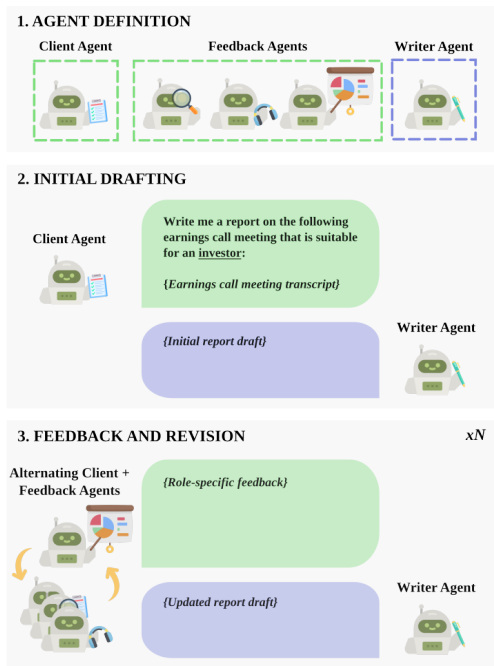 1. AGENT DEFINITION
Client Agent
Feedback Agents
Writer Agent
2. INITIAL DRAFTING
Client Agent
Write me a report on the following
earnings call meeting that is suitable
for an investor:
{Earnings call meeting transcript}
{Initial report draft}
Writer Agent
3. FEEDBACK AND REVISION
xN
Alternating Client +
Feedback Agents
{Role-specific feedback}
{Updated report draft}
Writer Agent